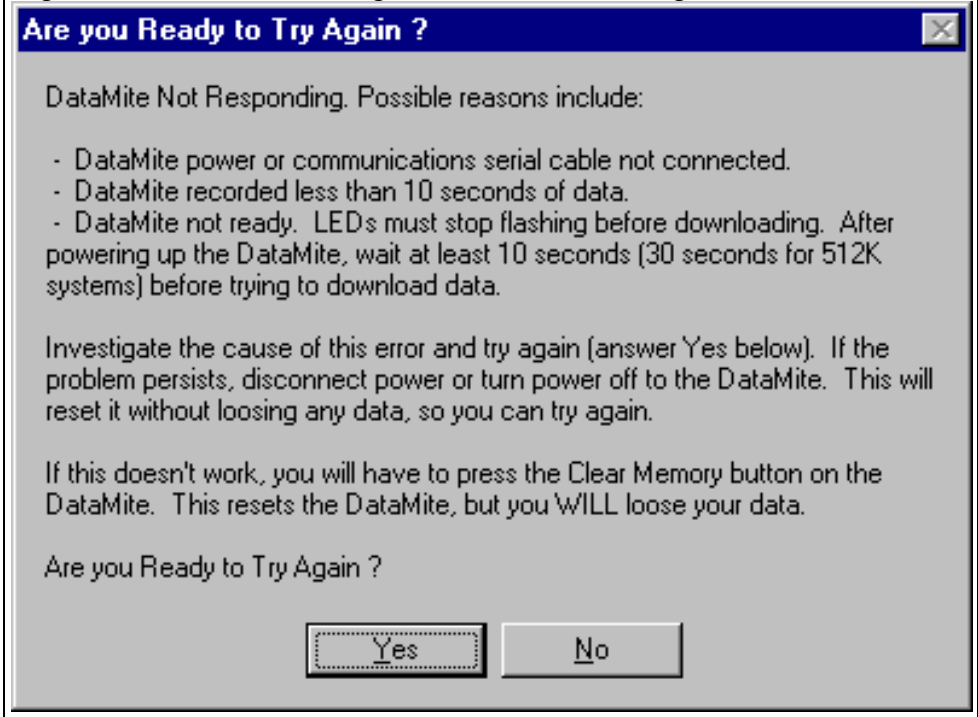 Are you Ready to Try Again ?
DataMite Not Responding. Possible reasons include:
- DataMite power or communications serial cable not connected.
- DataMite recorded less than 10 seconds of data.
- DataMite not ready.  LEDs must stop flashing before downloading.  After
powering up the DataMite, wait at least 10 seconds (30 seconds for 512K
systems) before trying to download data.
Investigate the cause of this error and try again (answer Yes below).  If the
problem persists, disconnect power or turn power off to the DataMite.  This will
reset it without loosing any data, so you can try again.
If this doesn't work, you will have to press the Clear Memory button on the
DataMite.  This resets the DataMite, but you WILL loose your data.
Are you Ready to Try Again ?
Yes No